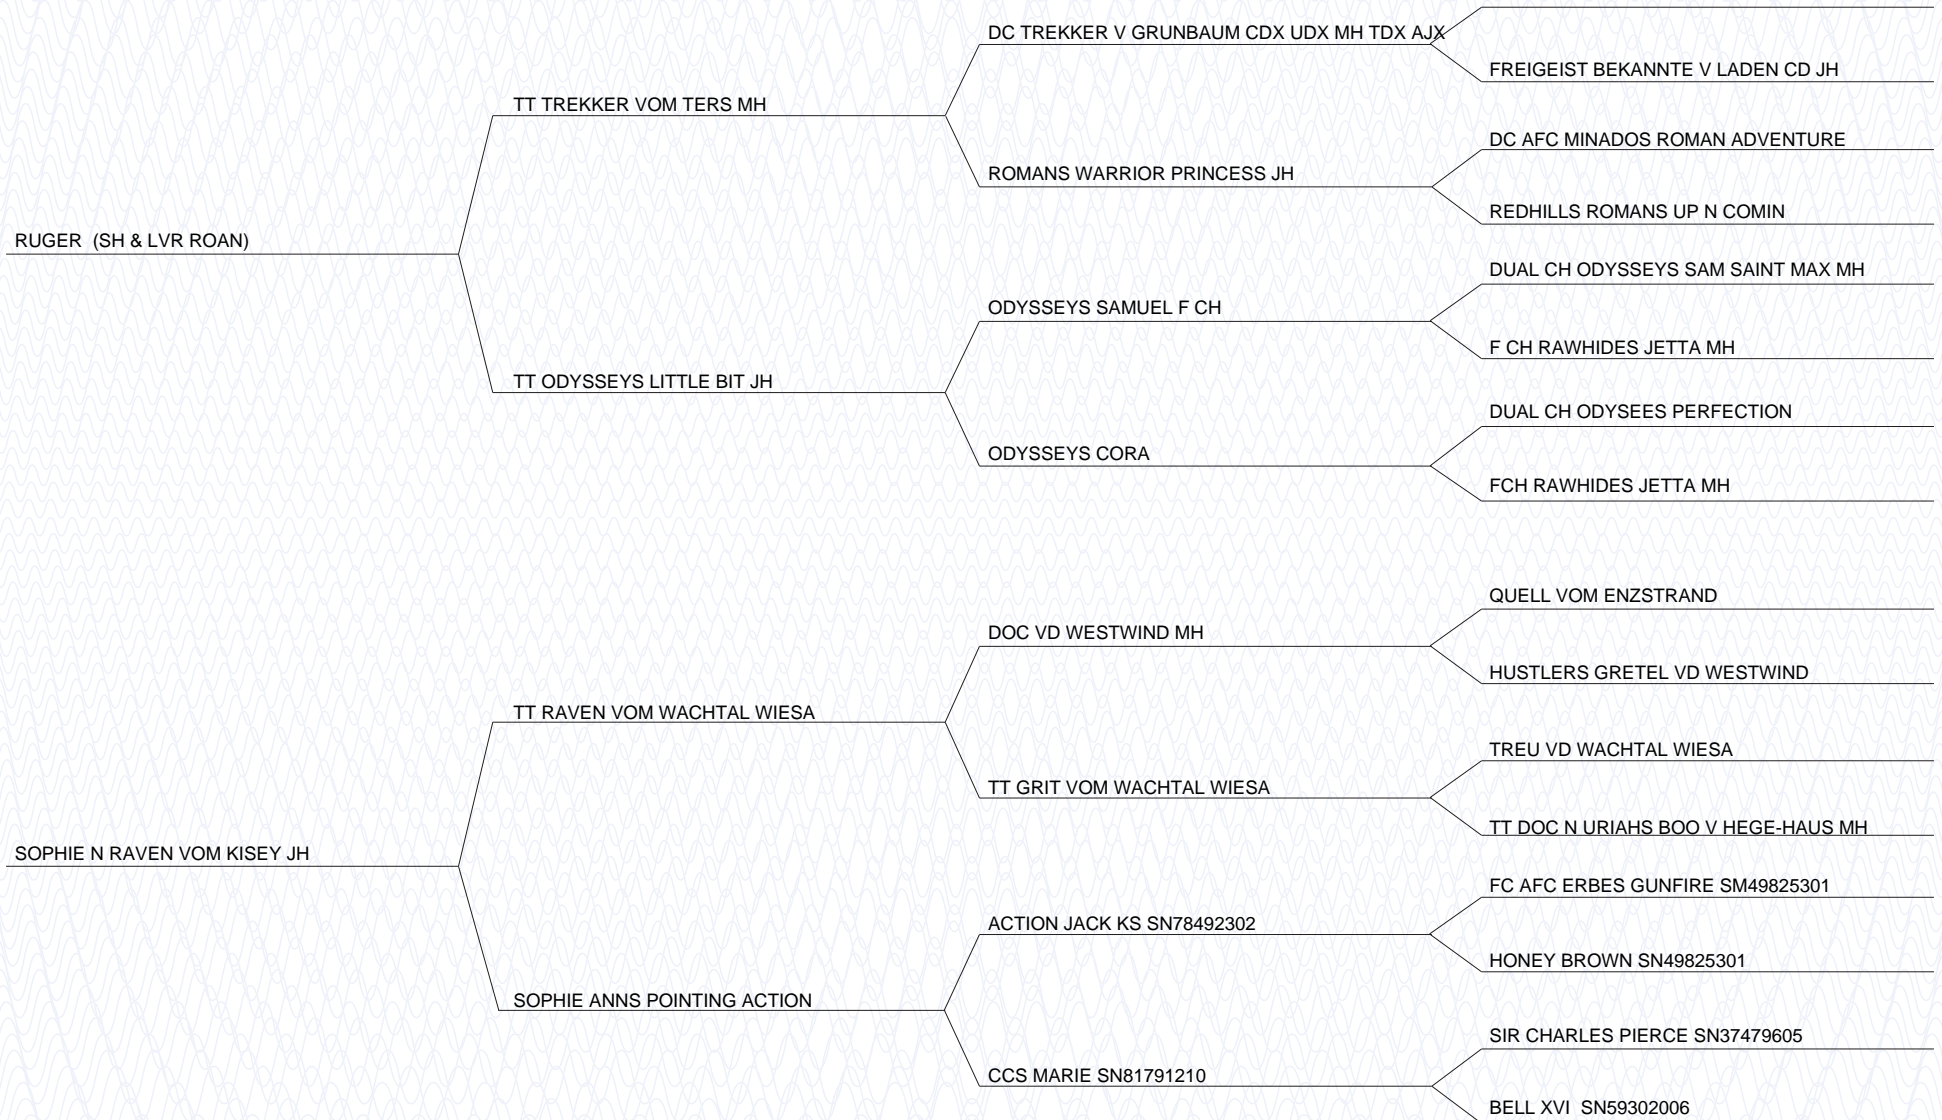 DC TREKKER V GRUNBAUM CDX UDX MH TDX AJX
FREIGEIST BEKANNTE V LADEN CD JH
TT TREKKER VOM TERS MH
DC AFC MINADOS ROMAN ADVENTURE
ROMANS WARRIOR PRINCESS JH
REDHILLS ROMANS UP N COMIN
RUGER  (SH & LVR ROAN)
DUAL CH ODYSSEYS SAM SAINT MAX MH
ODYSSEYS SAMUEL F CH
F CH RAWHIDES JETTA MH
TT ODYSSEYS LITTLE BIT JH
DUAL CH ODYSEES PERFECTION
ODYSSEYS CORA
FCH RAWHIDES JETTA MH
QUELL VOM ENZSTRAND
DOC VD WESTWIND MH
HUSTLERS GRETEL VD WESTWIND
TT RAVEN VOM WACHTAL WIESA
TREU VD WACHTAL WIESA
TT GRIT VOM WACHTAL WIESA
TT DOC N URIAHS BOO V HEGE-HAUS MH
SOPHIE N RAVEN VOM KISEY JH
FC AFC ERBES GUNFIRE SM49825301
ACTION JACK KS SN78492302
HONEY BROWN SN49825301
SOPHIE ANNS POINTING ACTION
SIR CHARLES PIERCE SN37479605
CCS MARIE SN81791210
BELL XVI  SN59302006